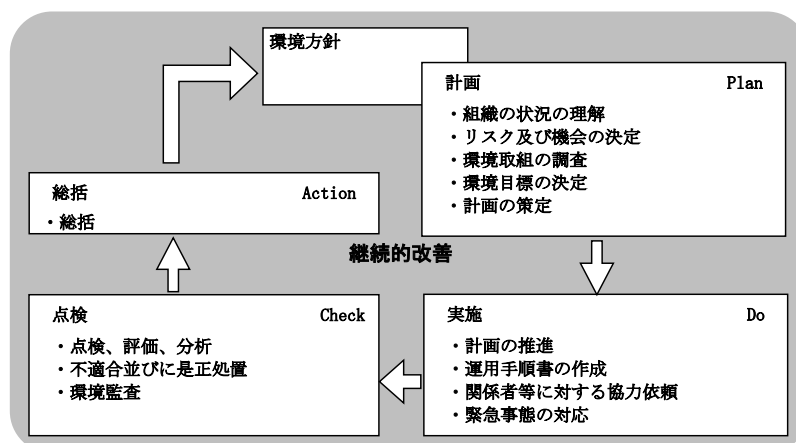 環境方針
計画 Plan
・組織の状況の理解
・リスク及び機会の決定
・環境取組の調査
・環境目標の決定
・計画の策定
総括 Action
・総括
継続的改善
点検 Check
・点検、評価、分析
・不適合並びに是正処置
・環境監査
実施 Do
・計画の推進
・運用手順書の作成
・関係者等に対する協力依頼
・緊急事態の対応